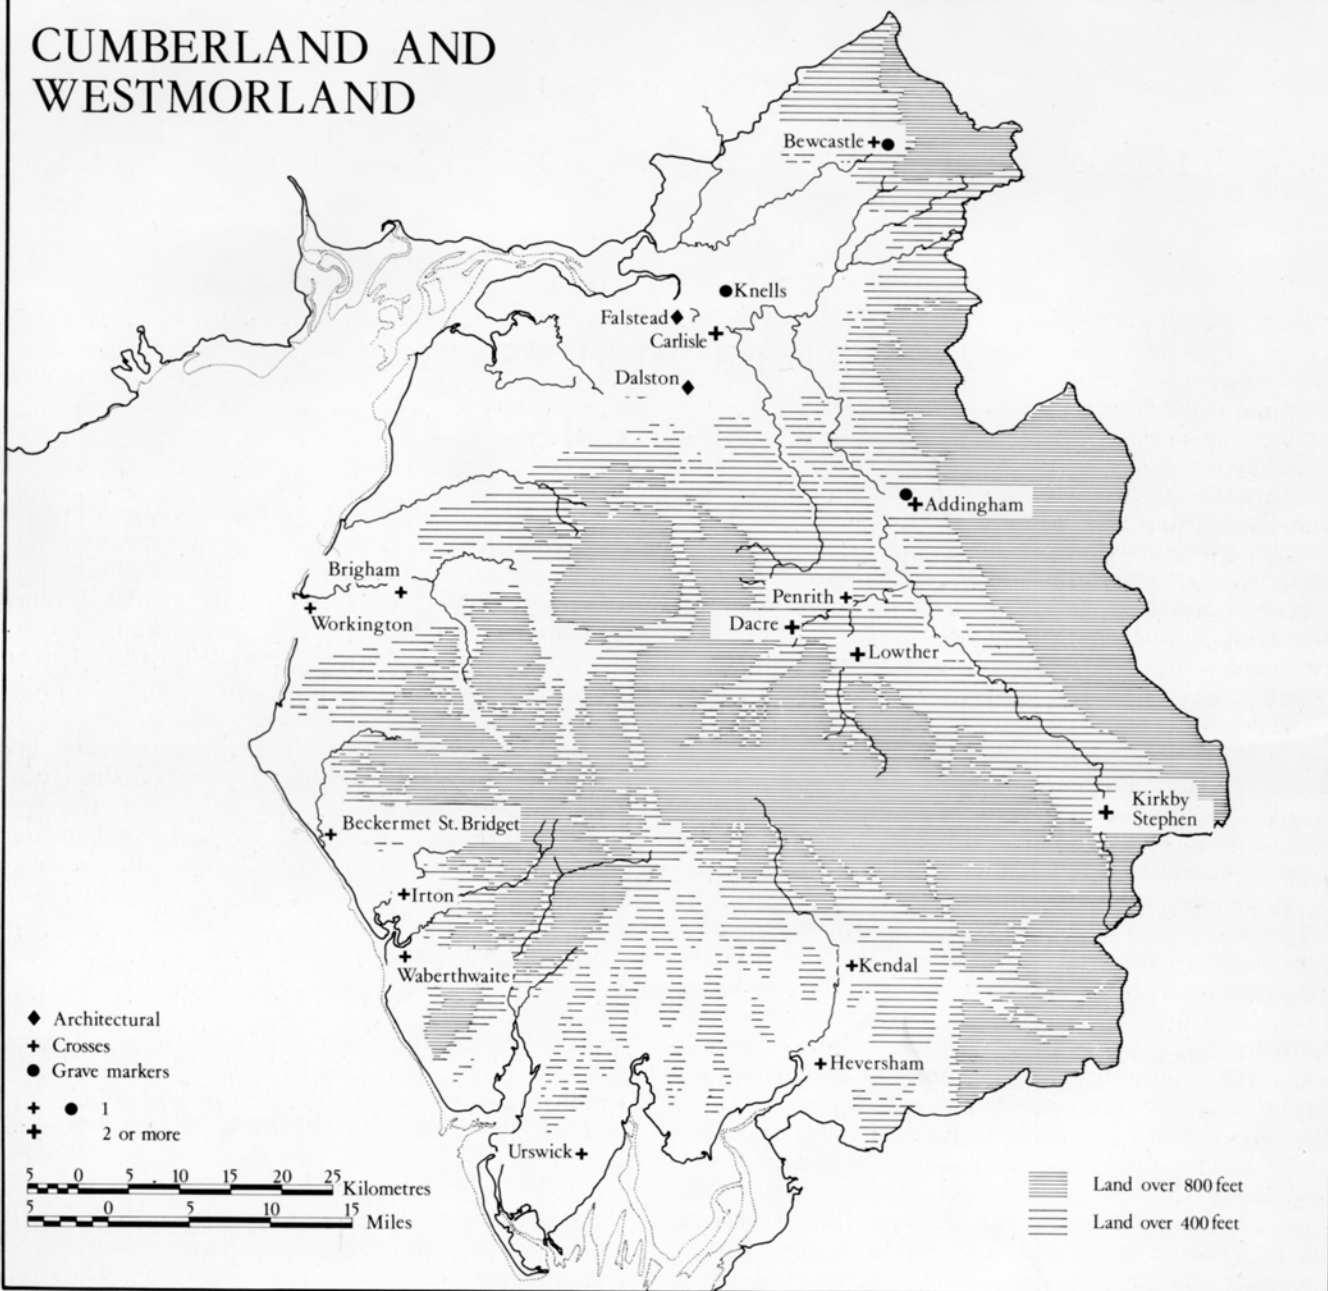 CUMBERLAND AND
WESTMORLAND
Bewcastle
Knells
Falstead
Carlisle
Dalston
Addingham
Brigham
Workington
Penrith
Dacre
Lowther
Kirkby
Stephen
Beckermet St. Bridget
Irton
Waberthwaite
Kendal
Heversham
Urswick
Architectural
Crosses
Grave markers
1
2 or more
5 0 5 10 15 20 25 Kilometres
5 0 5 10 15 Miles
Land over 800 feet
Land over 400 feet